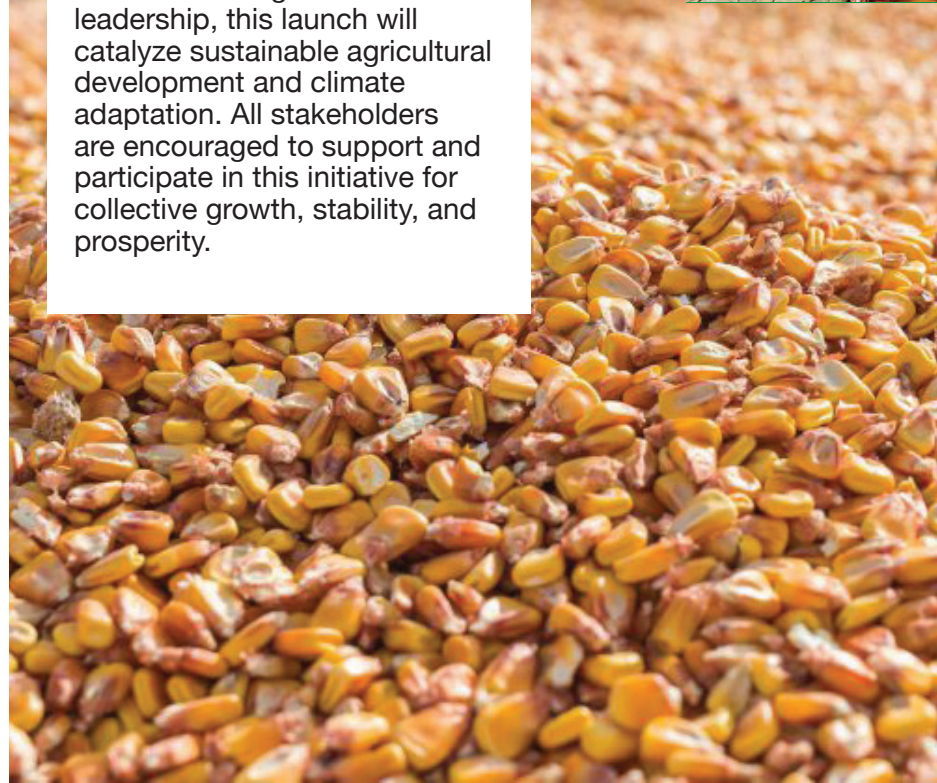 leadership, this launch will
catalyze sustainable agricultural
development and climate
adaptation. All stakeholders
are encouraged to support and
participate in this initiative for
collective growth, stability, and
prosperity.